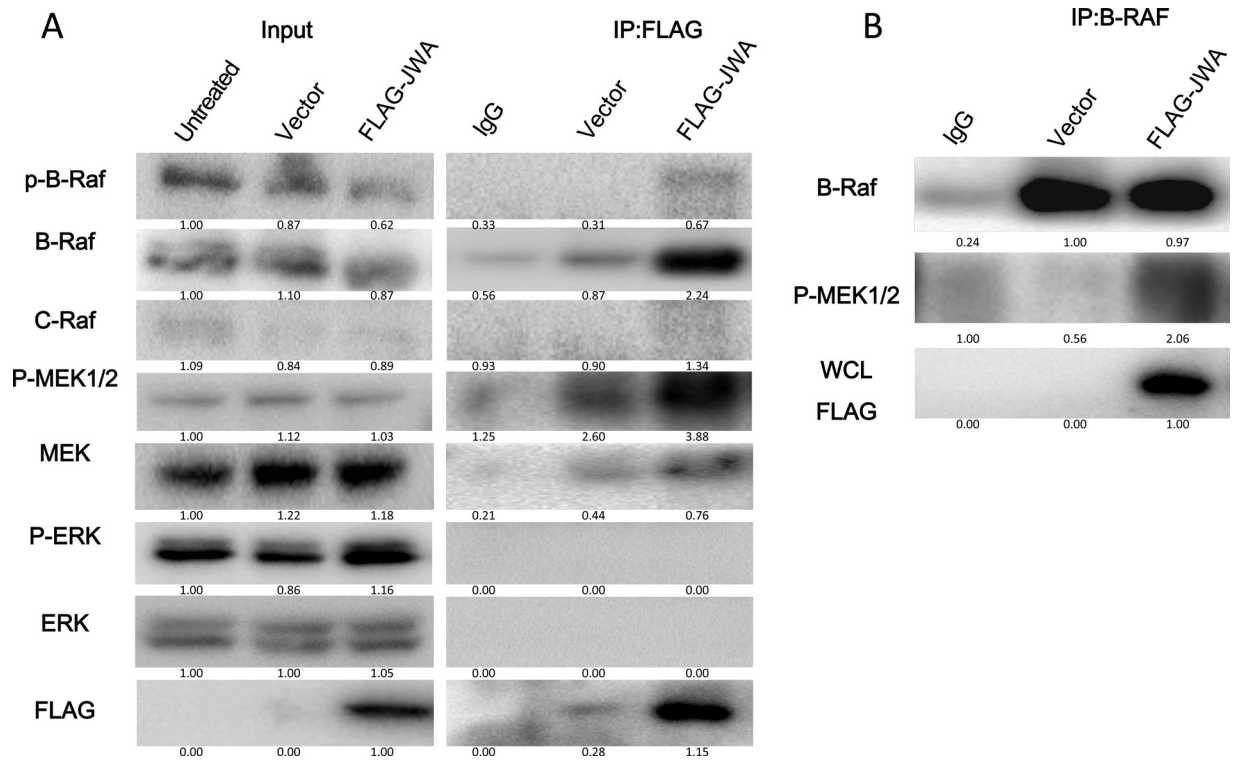 A
Input
IP:FLAG
Untreated
Vector
FLAG-JWA
IgG
Vector
FLAG-JWA
p-B-Raf
1.00 0.87 0.62 0.33 0.31 0.67
B-Raf
1.00 1.10 0.87 0.56 0.87 2.24
C-Raf
1.09 0.84 0.89 0.93 0.90 1.34
P-MEK1/2
1.00 1.12 1.03 1.25 2.60 3.88
MEK
1.00 1.22 1.18 0.21 0.44 0.76
P-ERK
1.00 0.86 1.16 0.00 0.00 0.00
ERK
1.00 1.00 1.05 0.00 0.00 0.00
FLAG
0.00 0.00 1.00 0.00 0.28 1.15
B
IP:B-RAF
IgG
Vector
FLAG-JWA
B-Raf
0.24 1.00 0.97
P-MEK1/2
1.00 0.56 2.06
WCL
FLAG
0.00 0.00 1.00